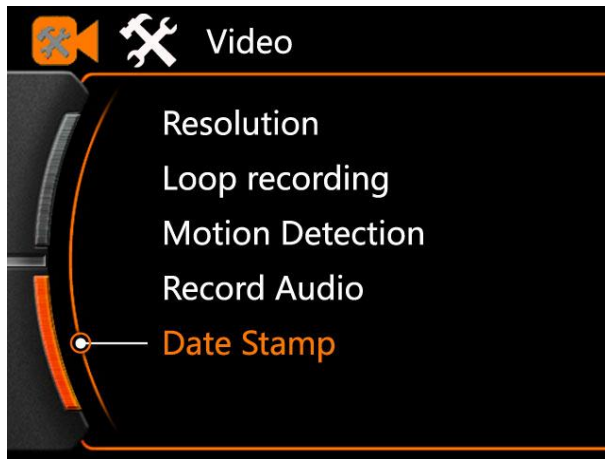 Video
Resolution
Loop recording
Motion Detection
Record Audio
Date Stamp